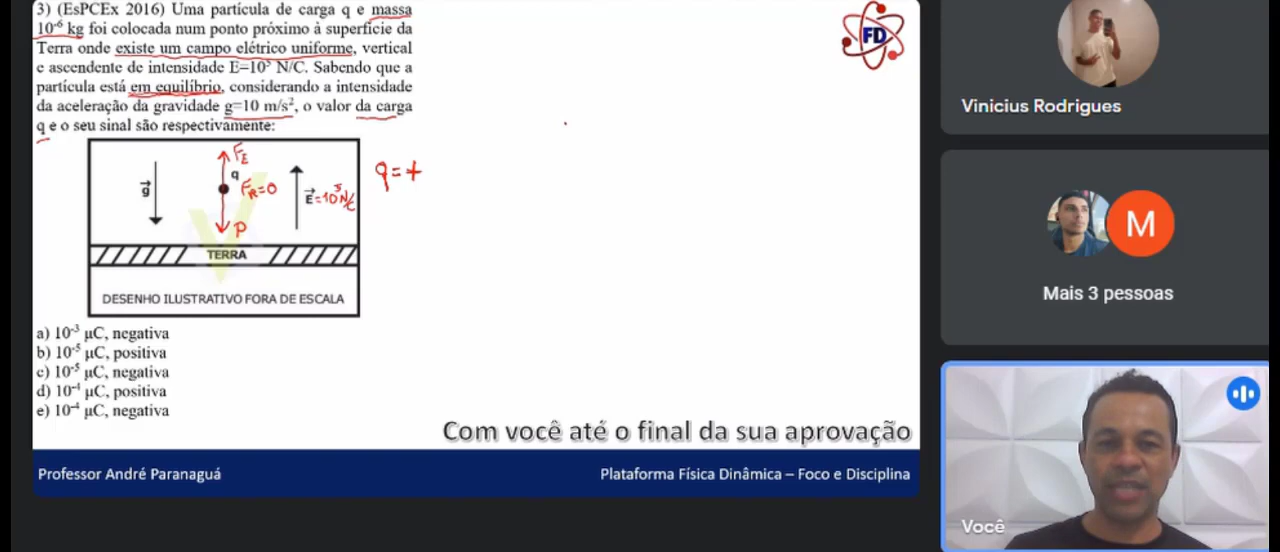 3) (EsPCEx 2016) Uma partícula de carga q e massa
10⁻⁶ kg foi colocada num ponto próximo à superfície da
Terra onde existe um campo elétrico uniforme, vertical
e ascendente de intensidade E=10⁵ N/C. Sabendo que a
partícula está em equilíbrio, considerando a intensidade
da aceleração da gravidade g=10 m/s², o valor da carga
q e o seu sinal são respectivamente:
F_E
q
F_R=0
g
E=10⁵N/C
P
q=+
TERRA
DESENHO ILUSTRATIVO FORA DE ESCALA
a) 10⁻³ μC, negativa
b) 10⁻⁵ μC, positiva
c) 10⁻⁵ μC, negativa
d) 10⁻⁴ μC, positiva
e) 10⁻⁴ μC, negativa
FD
Com você até o final da sua aprovação
Professor André Paranaguá
Plataforma Física Dinâmica – Foco e Disciplina
Vinicius Rodrigues
M
Mais 3 pessoas
Você